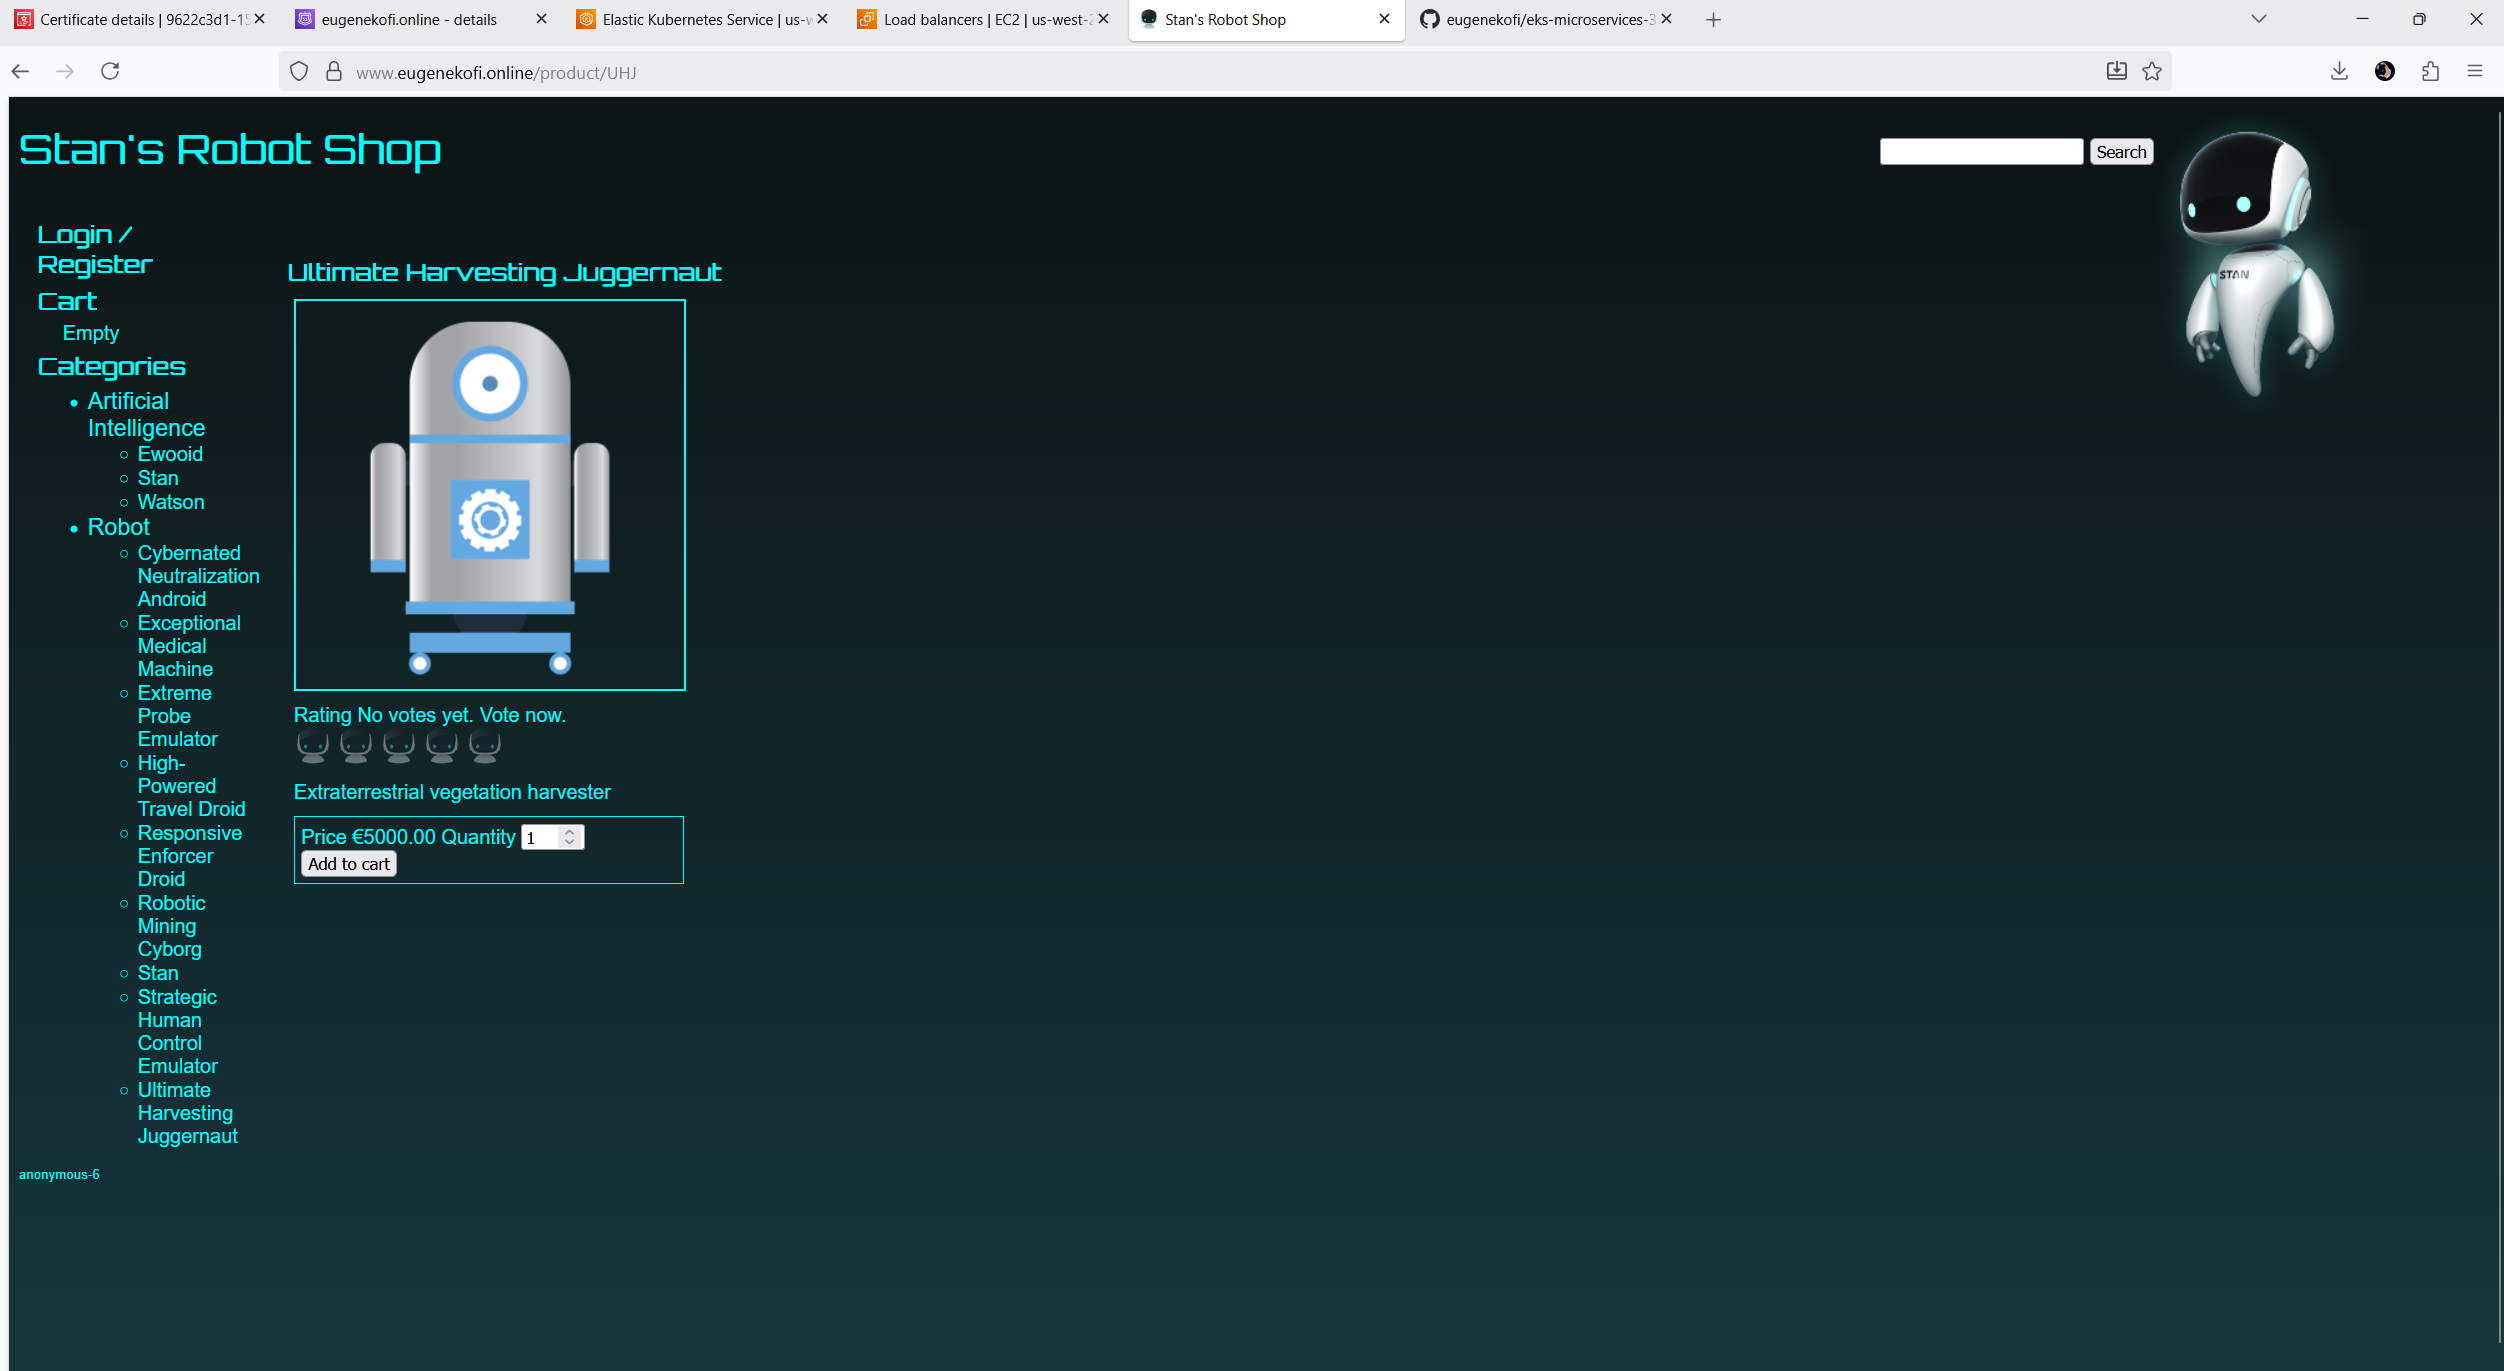 Certificate details | 9622c3d1-15
eugenekofi.online - details
Elastic Kubernetes Service | us-w
Load balancers | EC2 | us-west-2
Stan's Robot Shop
eugenekofi/eks-microservices-3
www.eugenekofi.online/product/UHJ
Stan's Robot Shop
Search
STAN
Login /
Register
Cart
Empty
Categories
Artificial
Intelligence
Ewooid
Stan
Watson
Robot
Cybernated
Neutralization
Android
Exceptional
Medical
Machine
Extreme
Probe
Emulator
High-
Powered
Travel Droid
Responsive
Enforcer
Droid
Robotic
Mining
Cyborg
Stan
Strategic
Human
Control
Emulator
Ultimate
Harvesting
Juggernaut
anonymous-6
Ultimate Harvesting Juggernaut
Rating No votes yet. Vote now.
Extraterrestrial vegetation harvester
Price €5000.00 Quantity 1
Add to cart